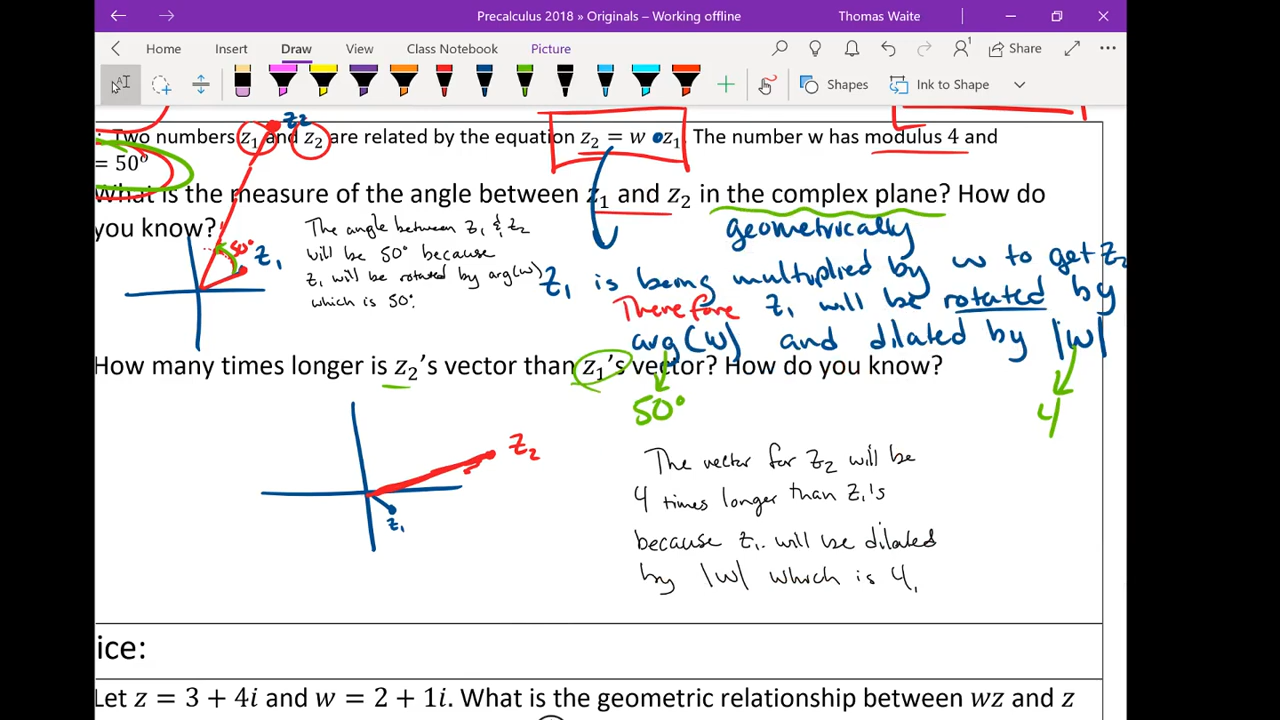 Precalculus 2018 » Originals - Working offline
Thomas Waite
Home Insert Draw View Class Notebook Picture
Share
Shapes
Ink to Shape
z2
: Two numbers z₁ and z₂ are related by the equation z₂ = w • z₁. The number w has modulus 4 and
= 50°
What is the measure of the angle between z₁ and z₂ in the complex plane? How do
you know?
The angle between z₁ & z₂
will be 50° because
z₁ will be rotated by arg(w)
which is 50°.
50°
z₁
geometrically
z₁ is being multiplied by w to get z₂
Therefore z₁ will be rotated by
arg(w) and dilated by |w|
How many times longer is z₂'s vector than z₁'s vector? How do you know?
50°
4
z₂
z₁
The vector for z₂ will be
4 times longer than z₁'s
because z₁ will be dilated
by |w| which is 4.
ice:
Let z = 3 + 4i and w = 2 + 1i. What is the geometric relationship between wz and z